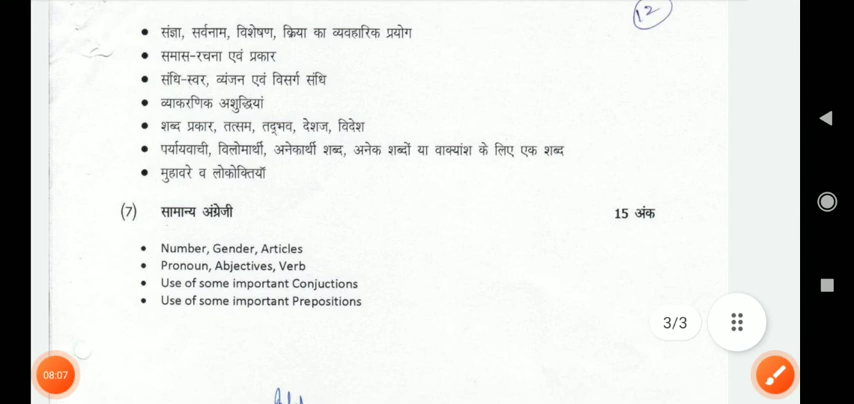 12
• संज्ञा, सर्वनाम, विशेषण, क्रिया का व्यवहारिक प्रयोग
• समास-रचना एवं प्रकार
• संधि-स्वर, व्यंजन एवं विसर्ग संधि
• व्याकरणिक अशुद्धियां
• शब्द प्रकार, तत्सम, तद्भव, देशज, विदेश
• पर्यायवाची, विलोमार्थी, अनेकार्थी शब्द, अनेक शब्दों या वाक्यांश के लिए एक शब्द
• मुहावरे व लोकोक्तियॉ
(7) सामान्य अंग्रेजी 15 अंक
• Number, Gender, Articles
• Pronoun, Abjectives, Verb
• Use of some important Conjuctions
• Use of some important Prepositions
3/3
08:07